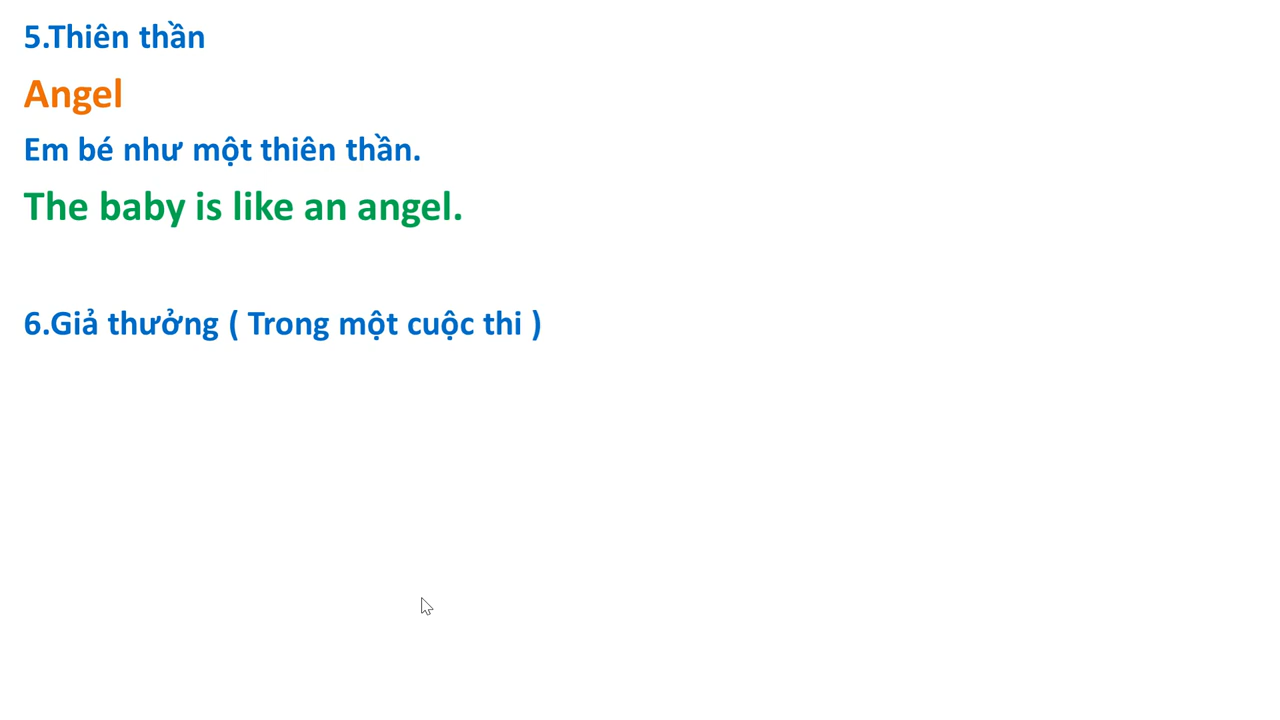 5.Thiên thần
Angel
Em bé như một thiên thần.
The baby is like an angel.
6.Giả thưởng ( Trong một cuộc thi )